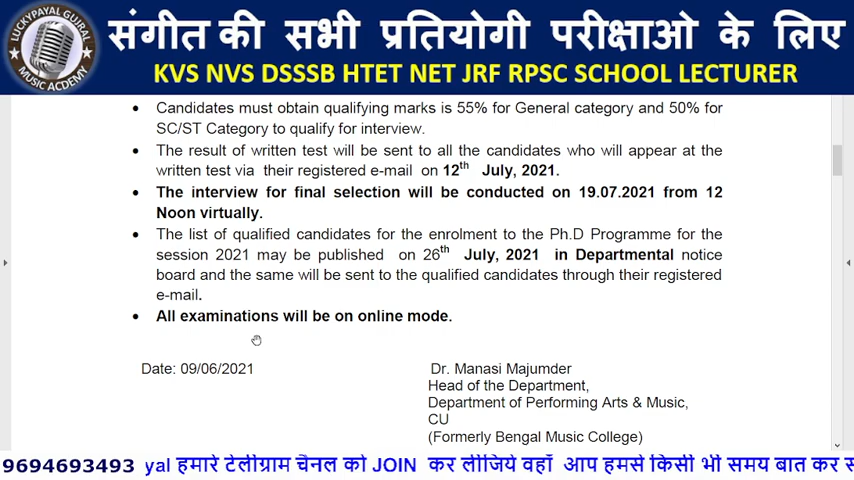 LUCKYPAYAL GUJRAL
MUSIC ACDEMY
संगीत की सभी प्रतियोगी परीक्षाओ के लिए
KVS NVS DSSSB HTET NET JRF RPSC SCHOOL LECTURER
• Candidates must obtain qualifying marks is 55% for General category and 50% for
SC/ST Category to qualify for interview.
• The result of written test will be sent to all the candidates who will appear at the
written test via their registered e-mail on 12th July, 2021.
• The interview for final selection will be conducted on 19.07.2021 from 12
Noon virtually.
• The list of qualified candidates for the enrolment to the Ph.D Programme for the
session 2021 may be published on 26th July, 2021 in Departmental notice
board and the same will be sent to the qualified candidates through their registered
e-mail.
• All examinations will be on online mode.
Date: 09/06/2021
Dr. Manasi Majumder
Head of the Department,
Department of Performing Arts & Music,
CU
(Formerly Bengal Music College)
9694693493 yal हमारे टेलीग्राम चैनल को JOIN कर लीजिये वहाँ आप हमसे किसी भी समय बात कर स